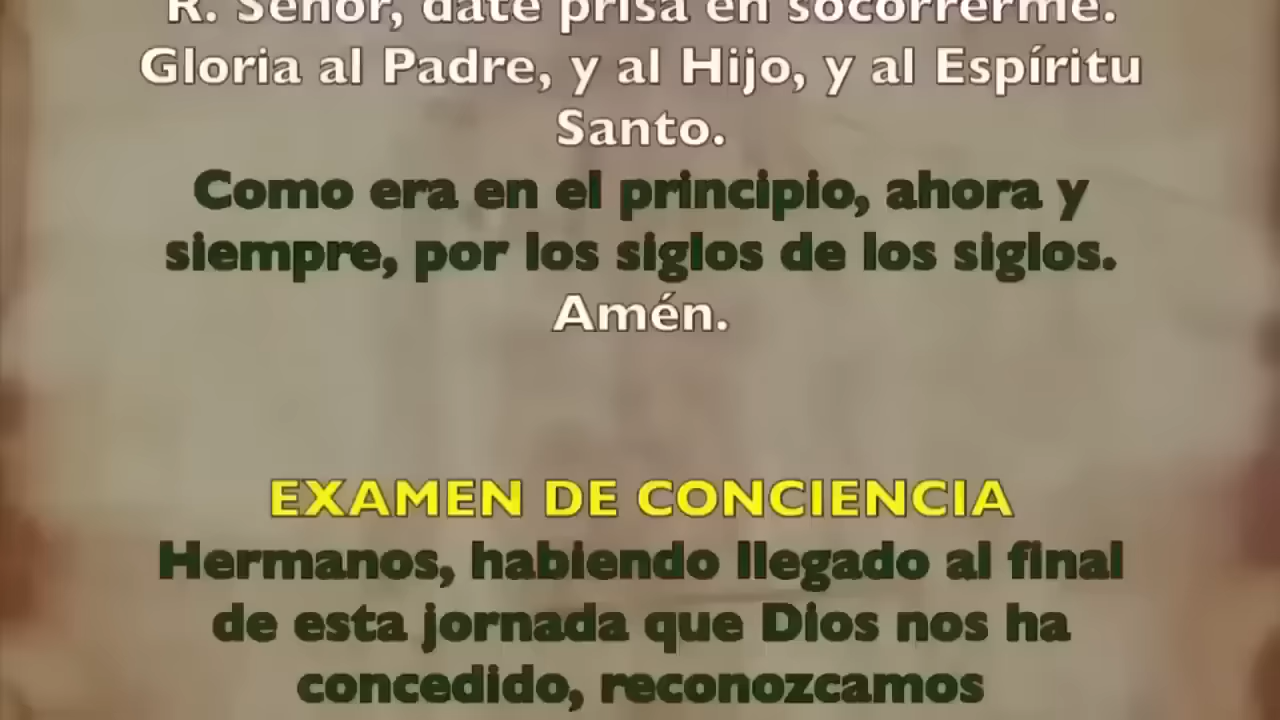 R. Señor, date prisa en socorrerme.
Gloria al Padre, y al Hijo, y al Espíritu
Santo.
Como era en el principio, ahora y
siempre, por los siglos de los siglos.
Amén.
EXAMEN DE CONCIENCIA
Hermanos, habiendo llegado al final
de esta jornada que Dios nos ha
concedido, reconozcamos